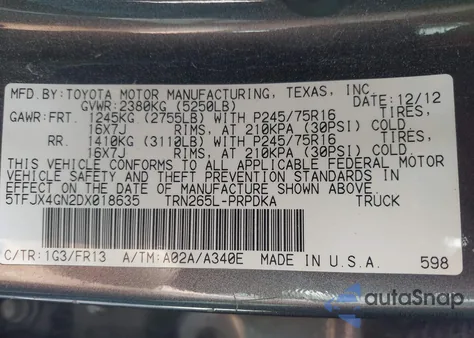 MFD.BY:TOYOTA MOTOR MANUFACTURING, TEXAS, INC.
GVWR:2380KG (5250LB) DATE:12/12
GAWR:FRT. 1245KG (2755LB) WITH P245/75R16 TIRES,
16X7J RIMS, AT 210KPA (30PSI) COLD
RR. 1410KG (3110LB) WITH P245/75R16 TIRES,
16X7J RIMS, AT 210KPA (30PSI) COLD
THIS VEHICLE CONFORMS TO ALL APPLICABLE FEDERAL MOTOR
VEHICLE SAFETY AND THEFT PREVENTION STANDARDS IN
EFFECT ON THE DATE OF MANUFACTURE SHOWN ABOVE.
5TFJX4GN2DX018635 TRN265L-PRPDKA TRUCK
C/TR:1G3/FR13 A/TM:A02A/A340E MADE IN U.S.A. 598
autoSnap